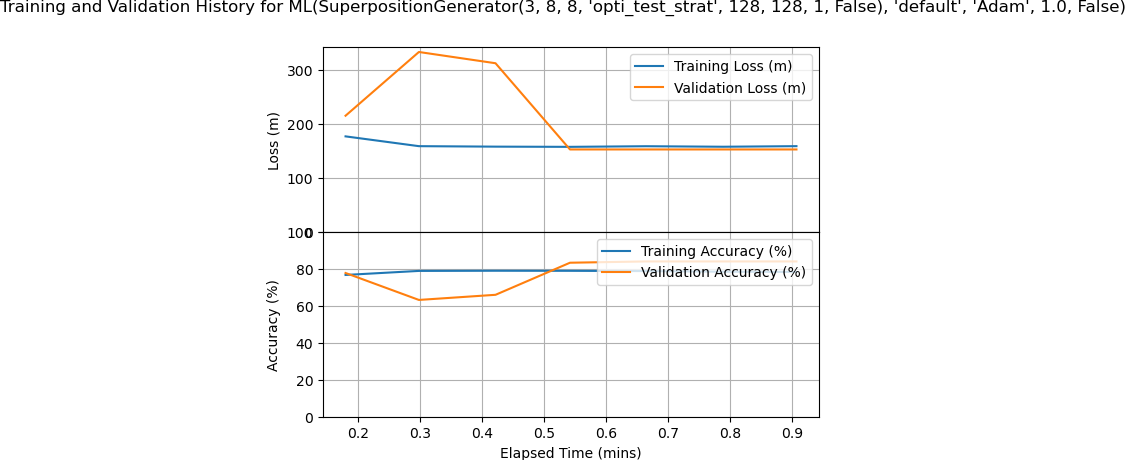 Training and Validation History for ML(SuperpositionGenerator(3, 8, 8, 'opti_test_strat', 128, 128, 1, False), 'default', 'Adam', 1.0, False)
Training Loss (m)
Validation Loss (m)
Loss (m)
300
200
100
0
Training Accuracy (%)
Validation Accuracy (%)
Accuracy (%)
100
80
60
40
20
0
0.2 0.3 0.4 0.5 0.6 0.7 0.8 0.9
Elapsed Time (mins)